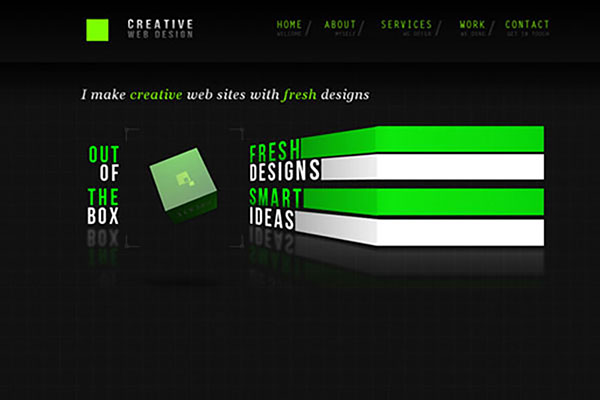 CREATIVE
WEB DESIGN
HOME / ABOUT / SERVICES / WORK / CONTACT
WELCOME MYSELF WE DESIGN WE DONE GET IN TOUCH
I make creative web sites with fresh designs
OUT
OF
THE
BOX
FRESH
DESIGNS
SMART
IDEAS